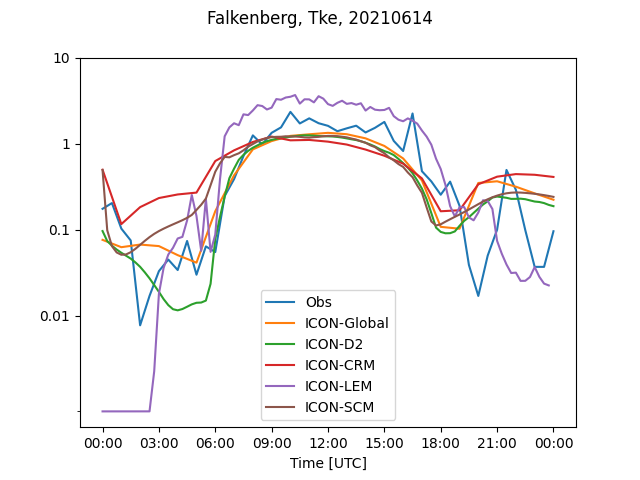 Falkenberg, Tke, 20210614
10
1
0.1
0.01
Obs
ICON-Global
ICON-D2
ICON-CRM
ICON-LEM
ICON-SCM
00:00 03:00 06:00 09:00 12:00 15:00 18:00 21:00 00:00
Time [UTC]